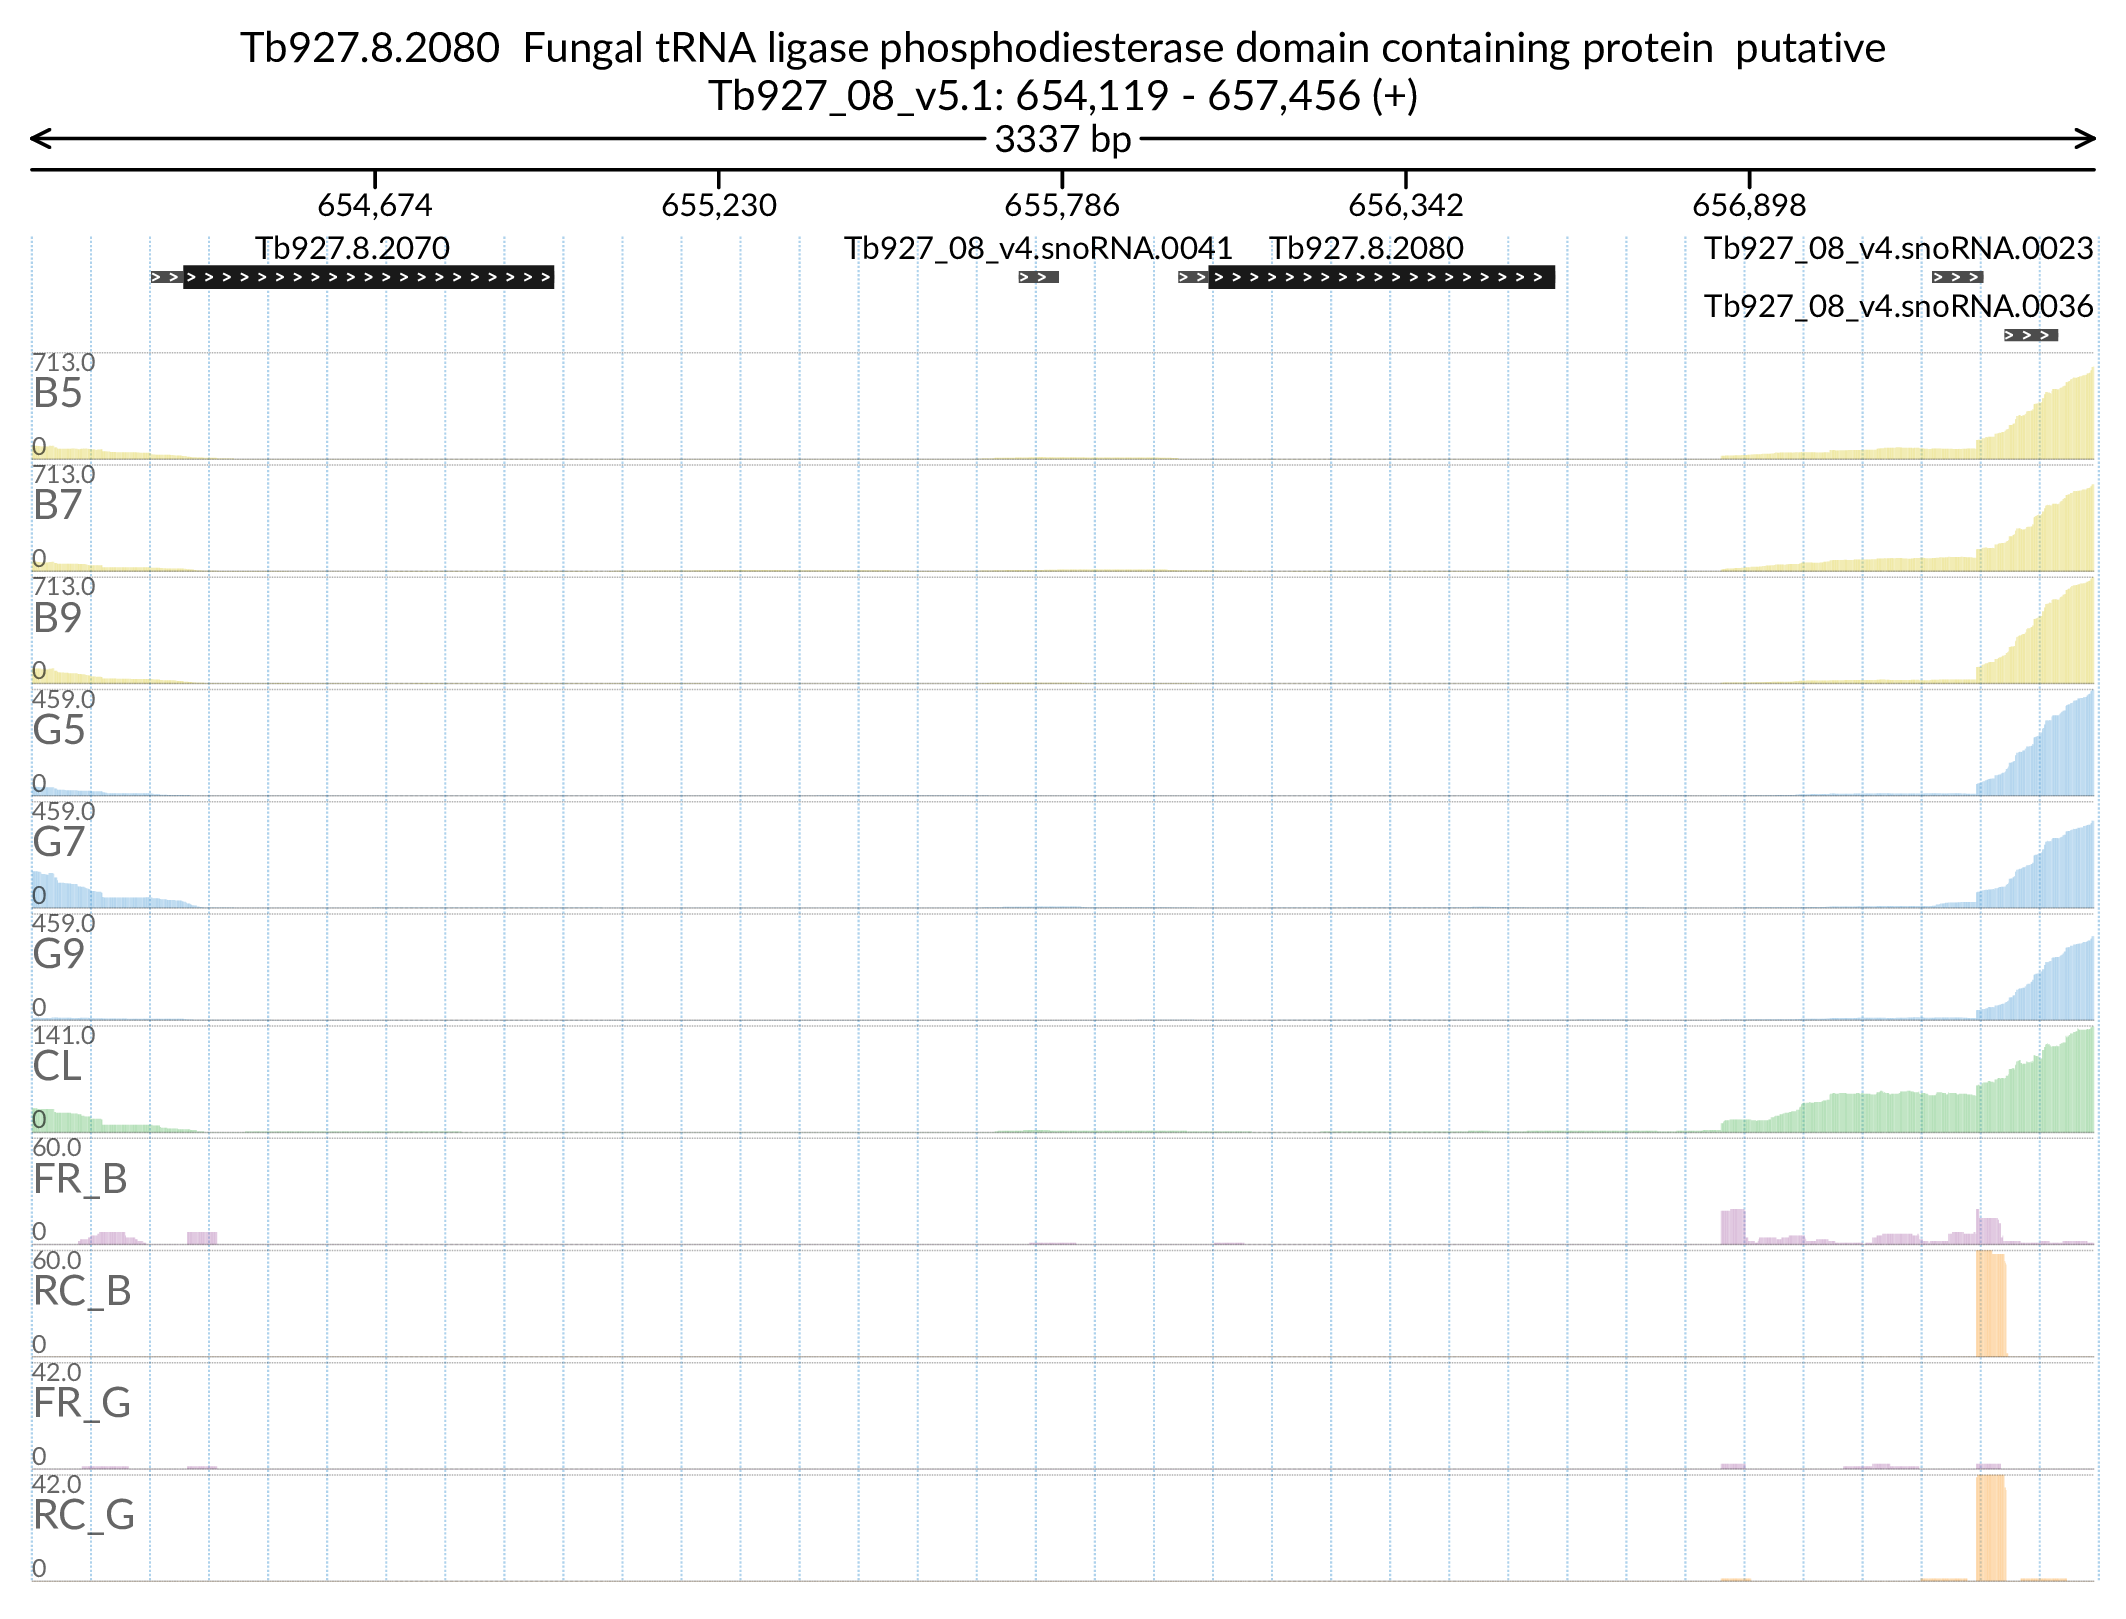 Tb927.8.2080  Fungal tRNA ligase phosphodiesterase domain containing protein  putative
Tb927_08_v5.1: 654,119 - 657,456 (+)
3337 bp
654,674 655,230 655,786 656,342 656,898
Tb927.8.2070 Tb927_08_v4.snoRNA.0041 Tb927.8.2080 Tb927_08_v4.snoRNA.0023
Tb927_08_v4.snoRNA.0036
713.0
B5
0
713.0
B7
0
713.0
B9
0
459.0
G5
0
459.0
G7
0
459.0
G9
0
141.0
CL
0
60.0
FR_B
0
60.0
RC_B
0
42.0
FR_G
0
42.0
RC_G
0